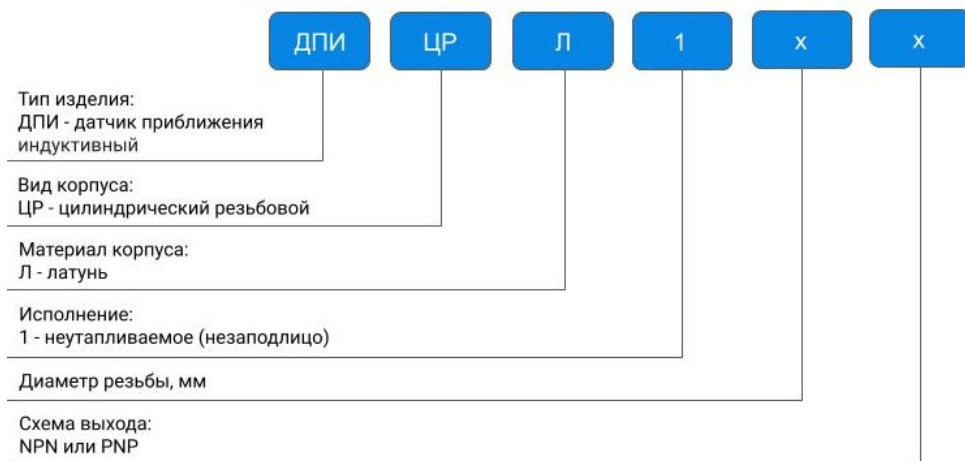 ДПИ ЦР Л 1 x x
Тип изделия:
ДПИ - датчик приближения
индуктивный
Вид корпуса:
ЦР - цилиндрический резьбовой
Материал корпуса:
Л - латунь
Исполнение:
1 - неутапливаемое (незаподлицо)
Диаметр резьбы, мм
Схема выхода:
NPN или PNP